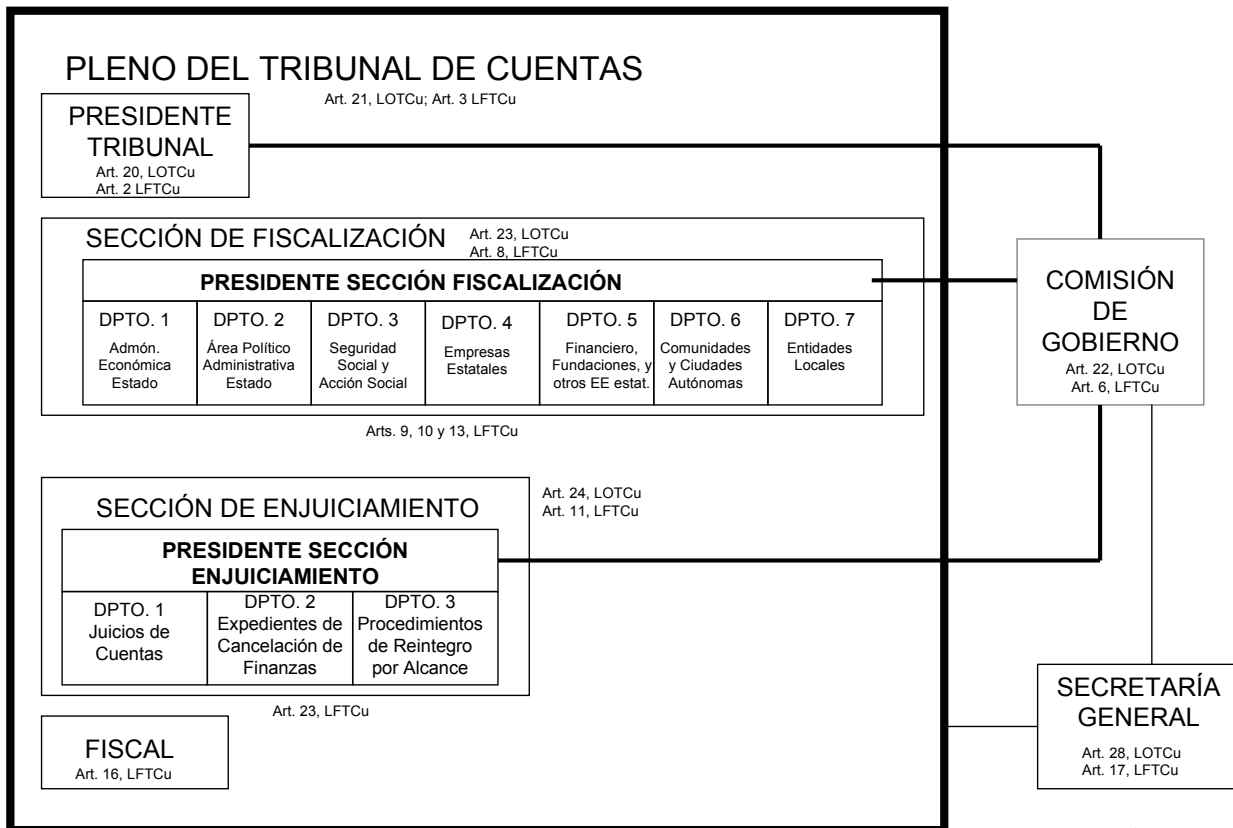 PLENO DEL TRIBUNAL DE CUENTAS
Art. 21, LOTCu; Art. 3 LFTCu
PRESIDENTE
TRIBUNAL
Art. 20, LOTCu
Art. 2 LFTCu
SECCIÓN DE FISCALIZACIÓN
Art. 23, LOTCu
Art. 8, LFTCu
PRESIDENTE SECCIÓN FISCALIZACIÓN
DPTO. 1
Admón.
Económica
Estado
DPTO. 2
Área Político
Administrativa
Estado
DPTO. 3
Seguridad
Social y
Acción Social
DPTO. 4
Empresas
Estatales
DPTO. 5
Financiero,
Fundaciones, y
otros EE estat.
DPTO. 6
Comunidades
y Ciudades
Autónomas
DPTO. 7
Entidades
Locales
Arts. 9, 10 y 13, LFTCu
COMISIÓN
DE
GOBIERNO
Art. 22, LOTCu
Art. 6, LFTCu
SECCIÓN DE ENJUICIAMIENTO
Art. 24, LOTCu
Art. 11, LFTCu
PRESIDENTE SECCIÓN
ENJUICIAMIENTO
DPTO. 1
Juicios de
Cuentas
DPTO. 2
Expedientes de
Cancelación de
Finanzas
DPTO. 3
Procedimientos
de Reintegro
por Alcance
Art. 23, LFTCu
FISCAL
Art. 16, LFTCu
SECRETARÍA
GENERAL
Art. 28, LOTCu
Art. 17, LFTCu